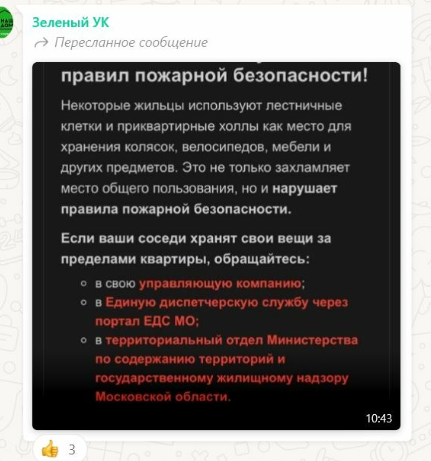 Зеленый УК
Пересланное сообщение
правил пожарной безопасности!
Некоторые жильцы используют лестничные
клетки и приквартирные холлы как место для
хранения колясок, велосипедов, мебели и
других предметов. Это не только захламляет
место общего пользования, но и нарушает
правила пожарной безопасности.
Если ваши соседи хранят свои вещи за
пределами квартиры, обращайтесь:
в свою управляющую компанию;
в Единую диспетчерскую службу через
портал ЕДС МО;
в территориальный отдел Министерства
по содержанию территорий и
государственному жилищному надзору
Московской области.
10:43
3